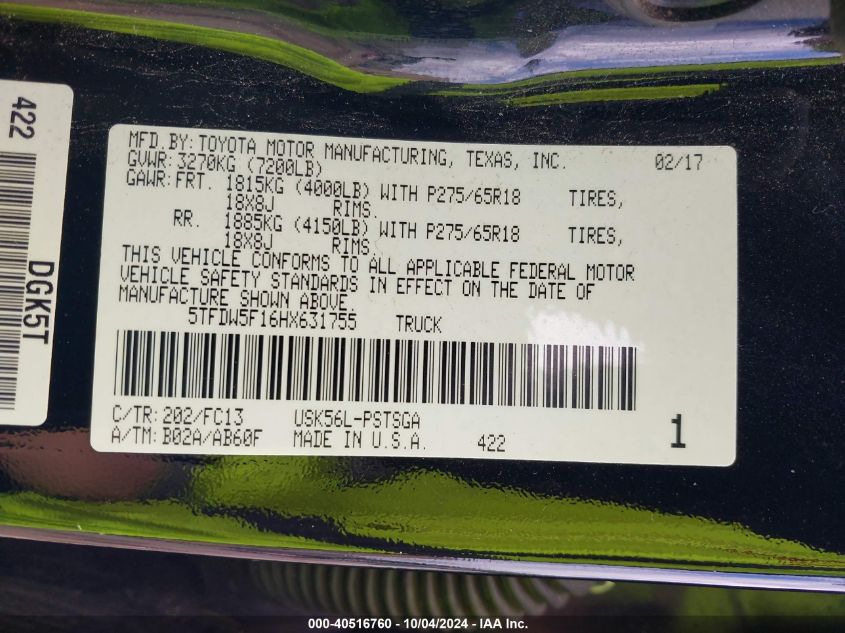 422
DGK5T
MFD.BY:TOYOTA MOTOR MANUFACTURING, TEXAS, INC. 02/17
GVWR:3270KG (7200LB)
GAWR:FRT. 1815KG (4000LB) WITH P275/65R18 TIRES,
18X8J RIMS.
RR. 1885KG (4150LB) WITH P275/65R18 TIRES,
18X8J RIMS.
THIS VEHICLE CONFORMS TO ALL APPLICABLE FEDERAL MOTOR
VEHICLE SAFETY STANDARDS IN EFFECT ON THE DATE OF
MANUFACTURE SHOWN ABOVE.
5TFDW5F16HX631755 TRUCK
C/TR:202/FC13 USK56L-PSTSGA
A/TM:B02A/AB60F MADE IN U.S.A. 422 1
000-40516760 - 10/04/2024 - IAA Inc.